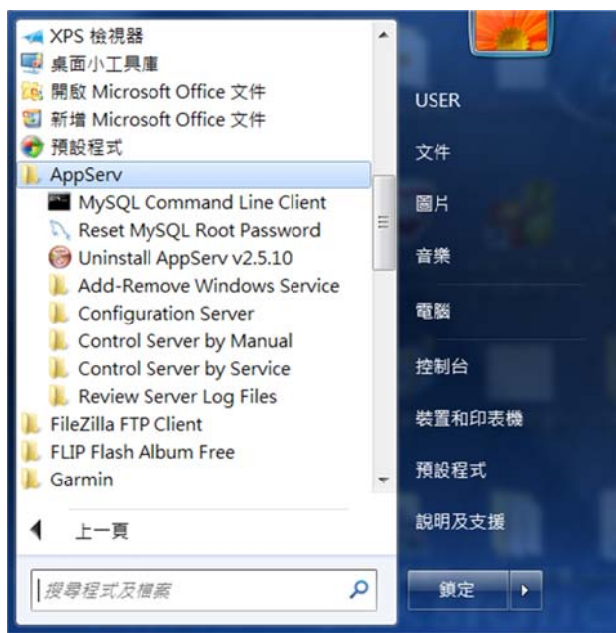 XPS 檢視器
桌面小工具庫
開啟 Microsoft Office 文件
新增 Microsoft Office 文件
預設程式
AppServ
MySQL Command Line Client
Reset MySQL Root Password
Uninstall AppServ v2.5.10
Add-Remove Windows Service
Configuration Server
Control Server by Manual
Control Server by Service
Review Server Log Files
FileZilla FTP Client
FLIP Flash Album Free
Garmin
上一頁
搜尋程式及檔案
USER
文件
圖片
音樂
電腦
控制台
裝置和印表機
預設程式
說明及支援
鎖定